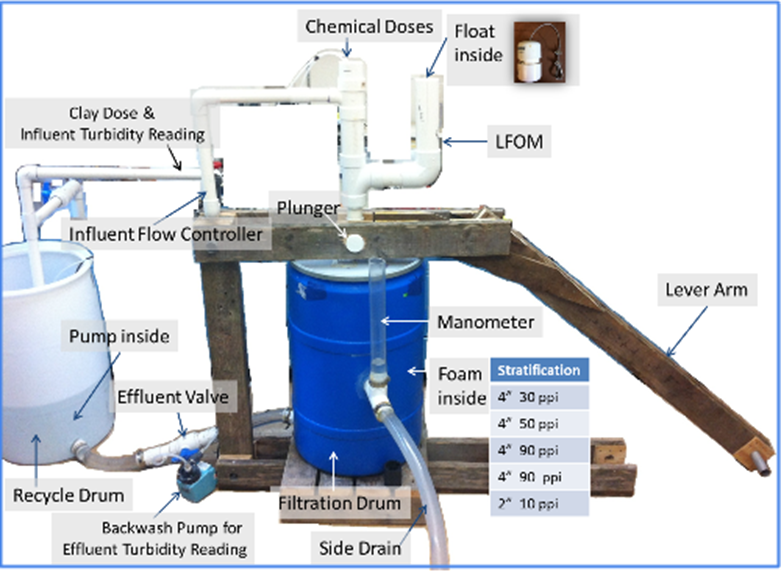 Chemical Doses
Float
inside
Clay Dose &
Influent Turbidity Reading
LFOM
Plunger
Influent Flow Controller
Lever Arm
Manometer
Pump inside
Foam
inside
Stratification
4” 30 ppi
4” 50 ppi
4” 90 ppi
4” 90 ppi
2” 10 ppi
Effluent Valve
Recycle Drum
Filtration Drum
Backwash Pump for
Effluent Turbidity Reading
Side Drain